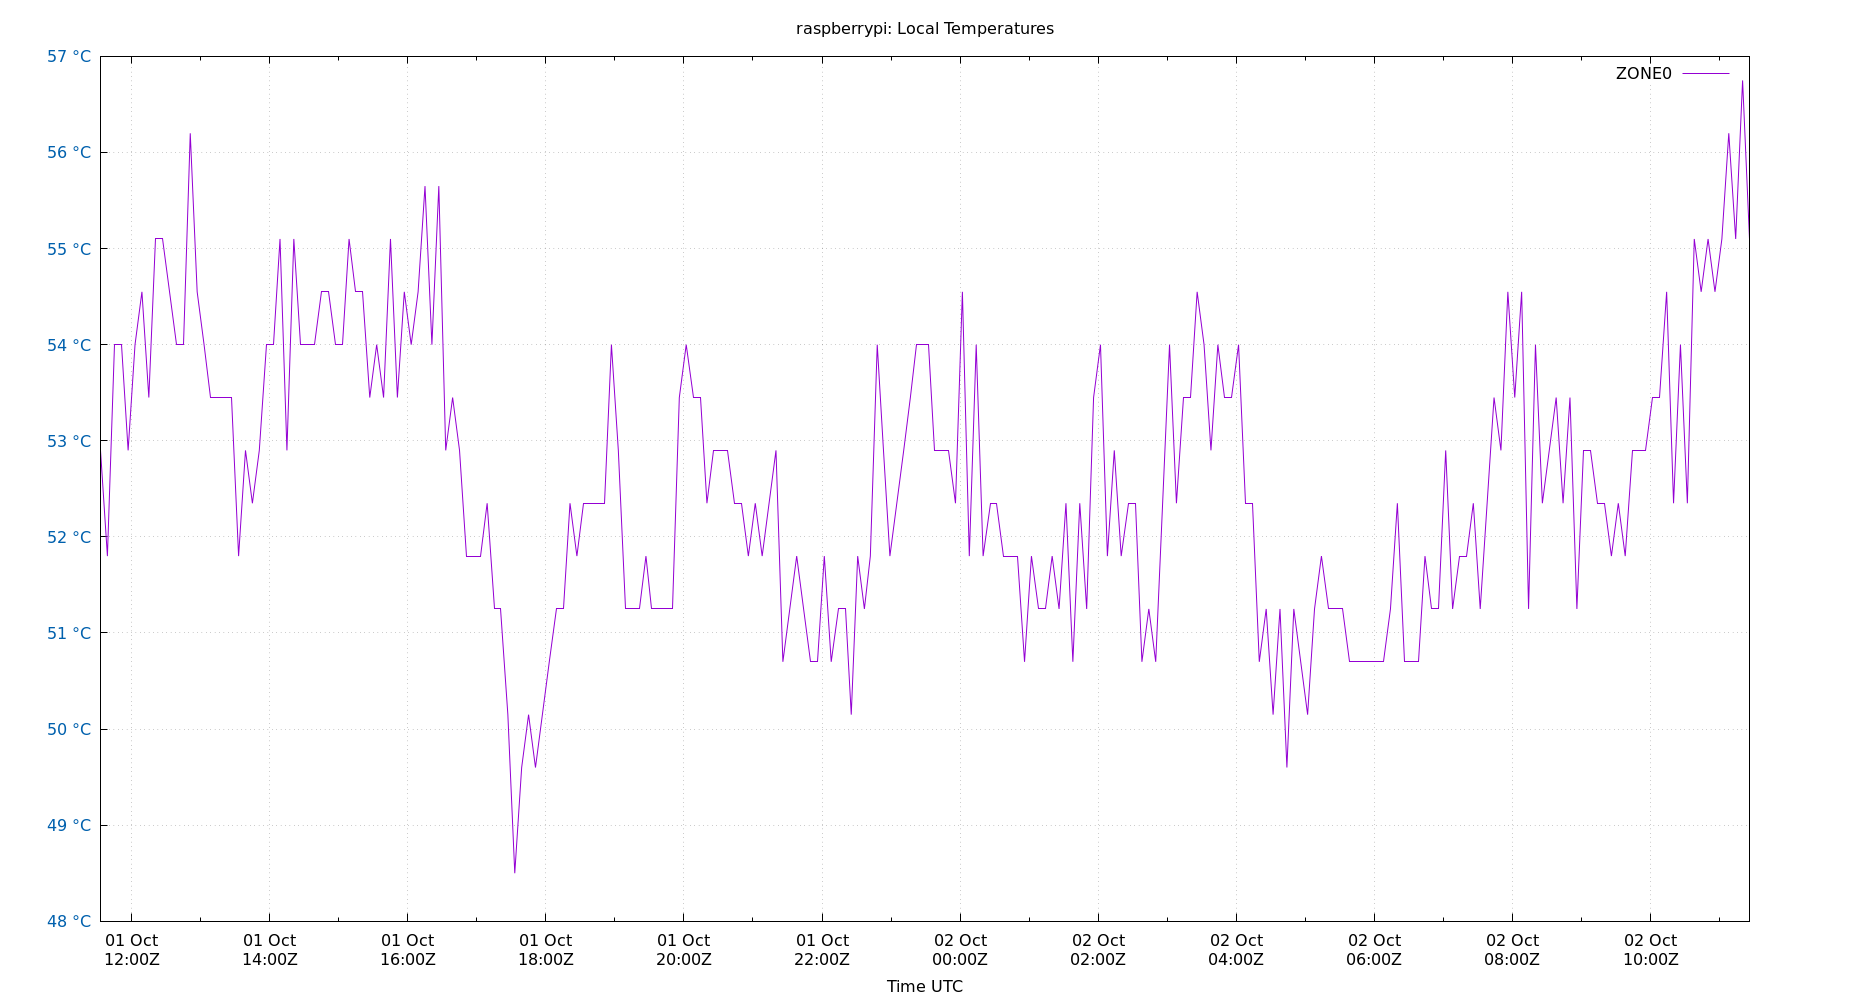 raspberrypi: Local Temperatures
57 °C
ZONE0
56 °C
55 °C
54 °C
53 °C
52 °C
51 °C
50 °C
49 °C
48 °C
01 Oct 01 Oct 01 Oct 01 Oct 01 Oct 01 Oct 02 Oct 02 Oct 02 Oct 02 Oct 02 Oct 02 Oct
12:00Z 14:00Z 16:00Z 18:00Z 20:00Z 22:00Z 00:00Z 02:00Z 04:00Z 06:00Z 08:00Z 10:00Z
Time UTC